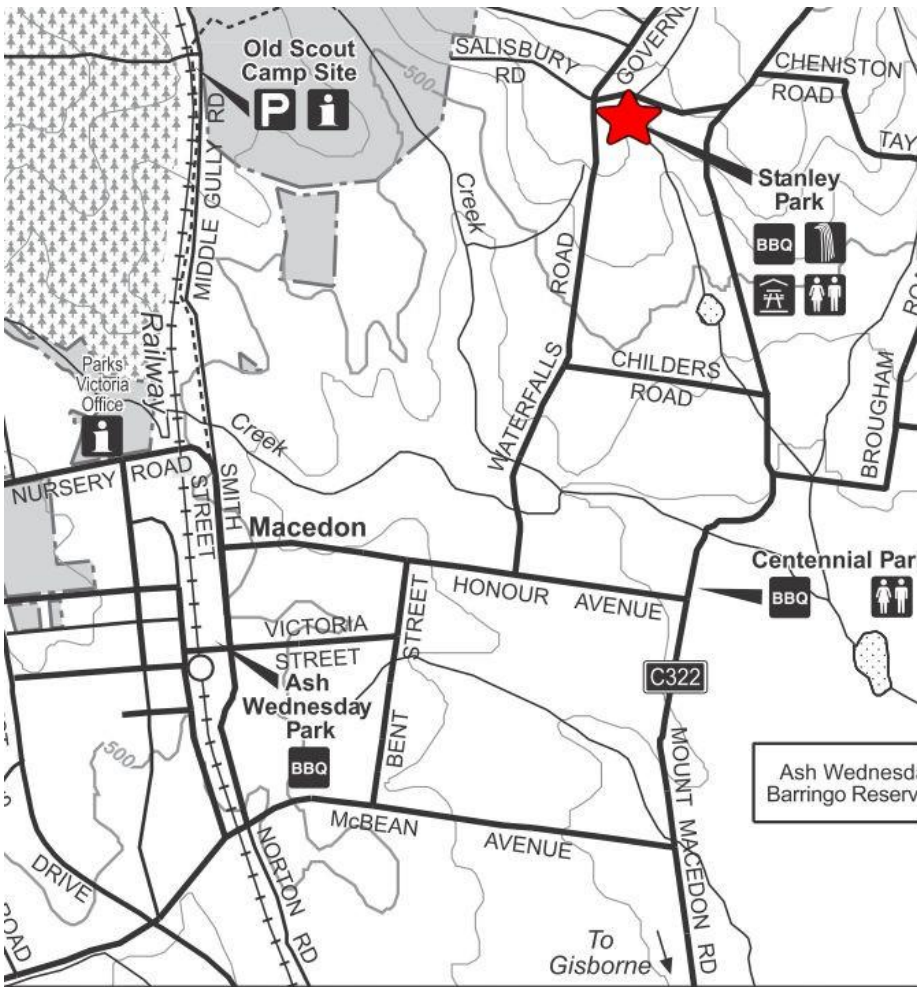 Old Scout
Camp Site
P
SALISBURY
RD
GOVERNO
CHENISTON
ROAD
TAY
500
MIDDLE GULLY RD
Creek
Stanley
Park
BBQ
ROAD
WATERFALLS
Railway
Parks
Victoria
Office
CHILDERS
ROAD
BROUGHAM
RO
Creek
NURSERY ROAD
SMITH
STREET
Macedon
HONOUR AVENUE
Centennial Par
BBQ
VICTORIA
STREET
BENT
STREET
Ash
Wednesday
Park
BBQ
C322
500
McBEAN
AVENUE
MOUNT MACEDON RD
Ash Wednesda
Barringo Reserv
NORTON RD
DRIVE
ROAD
To
Gisborne